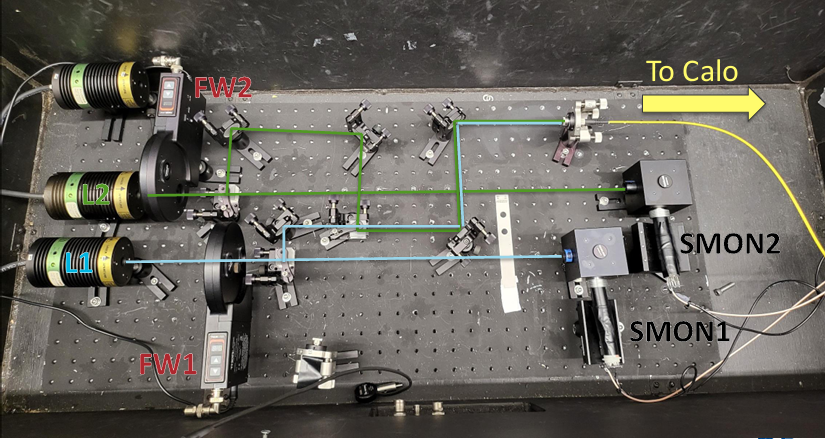 To Calo
FW2
L2
L1
SMON2
SMON1
FW1